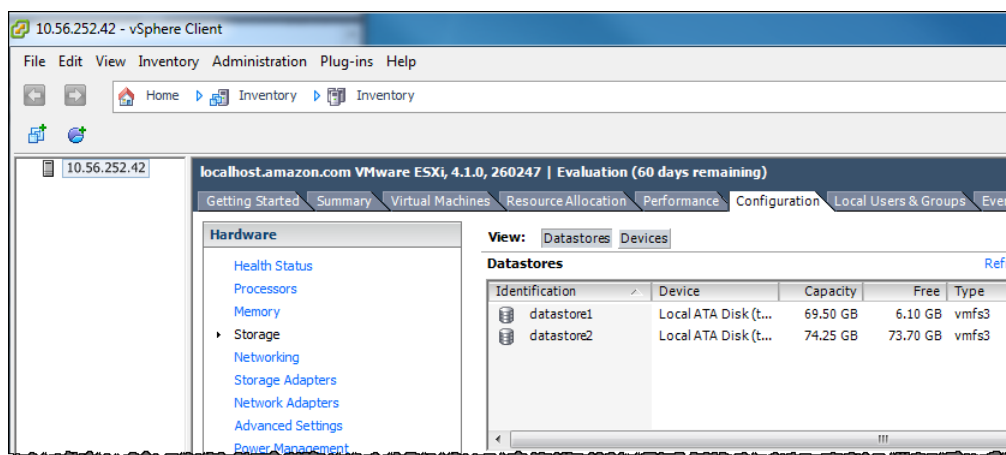 10.56.252.42 - vSphere Client
File Edit View Inventory Administration Plug-ins Help
Home Inventory Inventory
10.56.252.42
localhost.amazon.com VMware ESXi, 4.1.0, 260247 | Evaluation (60 days remaining)
Getting Started Summary Virtual Machines Resource Allocation Performance Configuration Local Users & Groups Eve
Hardware
Health Status
Processors
Memory
Storage
Networking
Storage Adapters
Network Adapters
Advanced Settings
Power Management
View: Datastores Devices
Datastores Ref
Identification Device Capacity Free Type
datastore1 Local ATA Disk (t... 69.50 GB 6.10 GB vmfs3
datastore2 Local ATA Disk (t... 74.25 GB 73.70 GB vmfs3